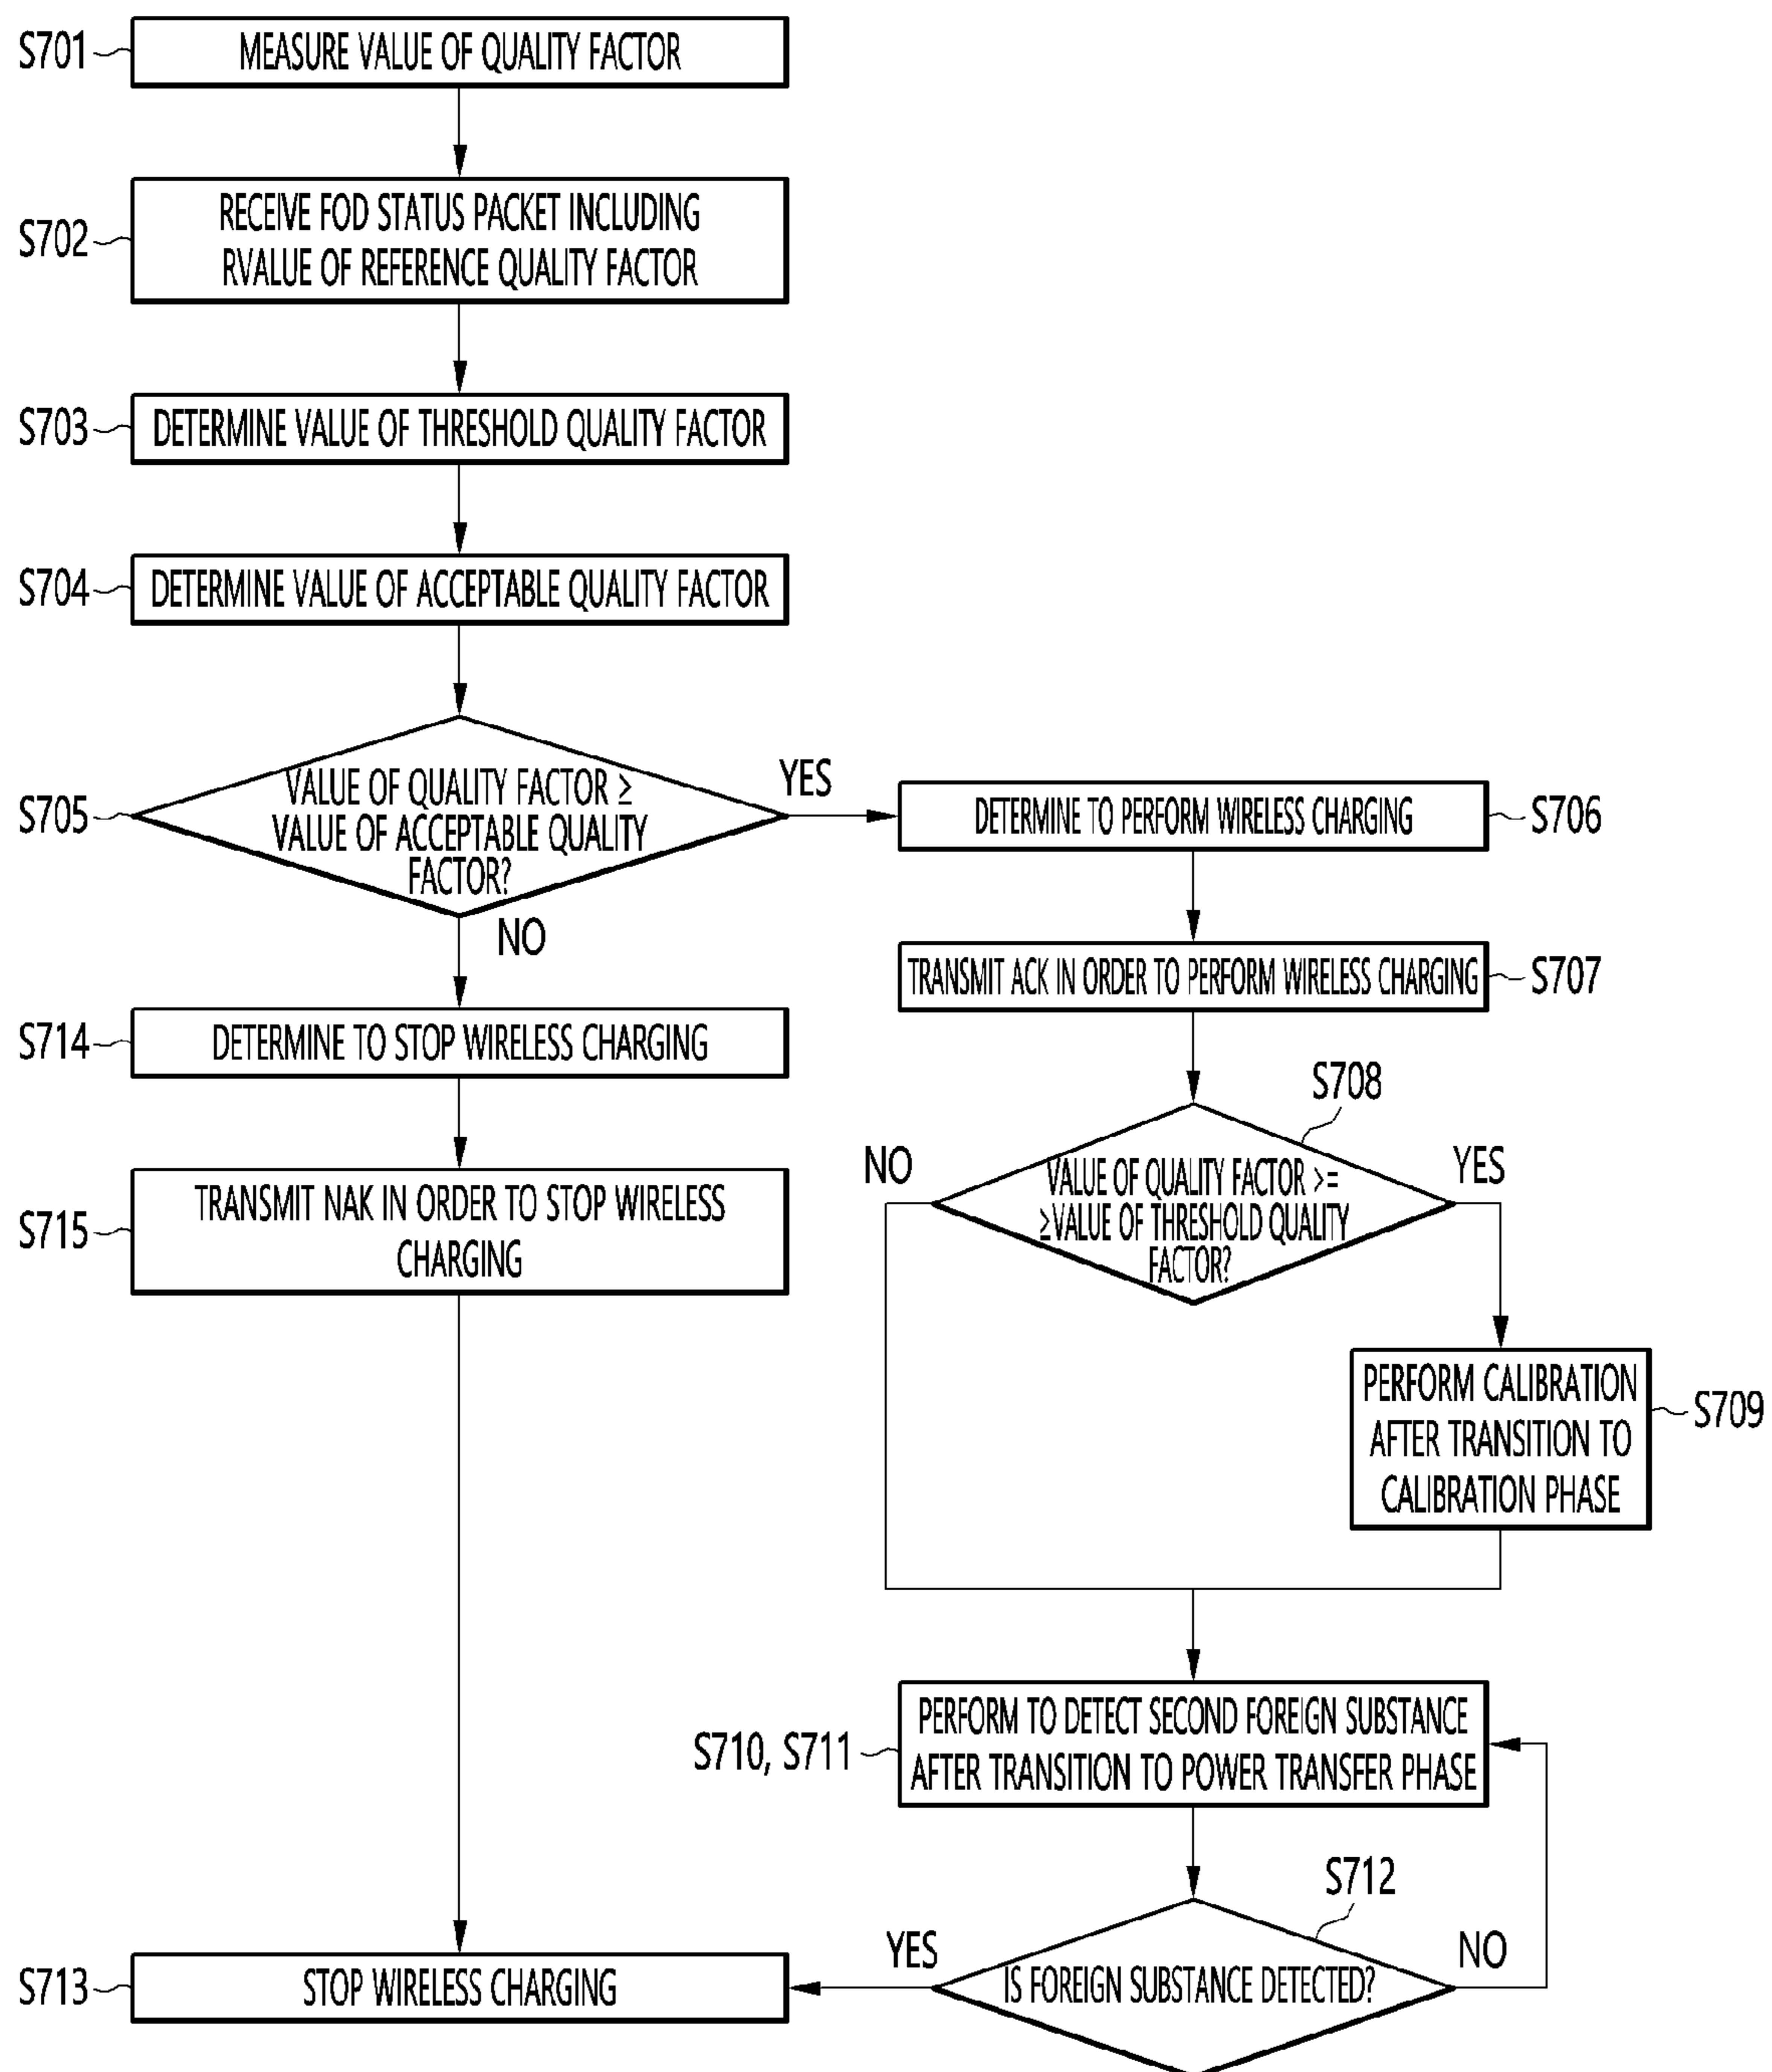 S701
MEASURE VALUE OF QUALITY FACTOR
S702
RECEIVE FOD STATUS PACKET INCLUDING
RVALUE OF REFERENCE QUALITY FACTOR
S703
DETERMINE VALUE OF THRESHOLD QUALITY FACTOR
S704
DETERMINE VALUE OF ACCEPTABLE QUALITY FACTOR
S705
VALUE OF QUALITY FACTOR ≥
VALUE OF ACCEPTABLE QUALITY
FACTOR?
YES
NO
DETERMINE TO PERFORM WIRELESS CHARGING
S706
TRANSMIT ACK IN ORDER TO PERFORM WIRELESS CHARGING
S707
S714
DETERMINE TO STOP WIRELESS CHARGING
S715
TRANSMIT NAK IN ORDER TO STOP WIRELESS
CHARGING
S708
NO
VALUE OF QUALITY FACTOR >=
≥VALUE OF THRESHOLD QUALITY
FACTOR?
YES
PERFORM CALIBRATION
AFTER TRANSITION TO
CALIBRATION PHASE
S709
S710, S711
PERFORM TO DETECT SECOND FOREIGN SUBSTANCE
AFTER TRANSITION TO POWER TRANSFER PHASE
S712
YES
IS FOREIGN SUBSTANCE DETECTED?
NO
S713
STOP WIRELESS CHARGING